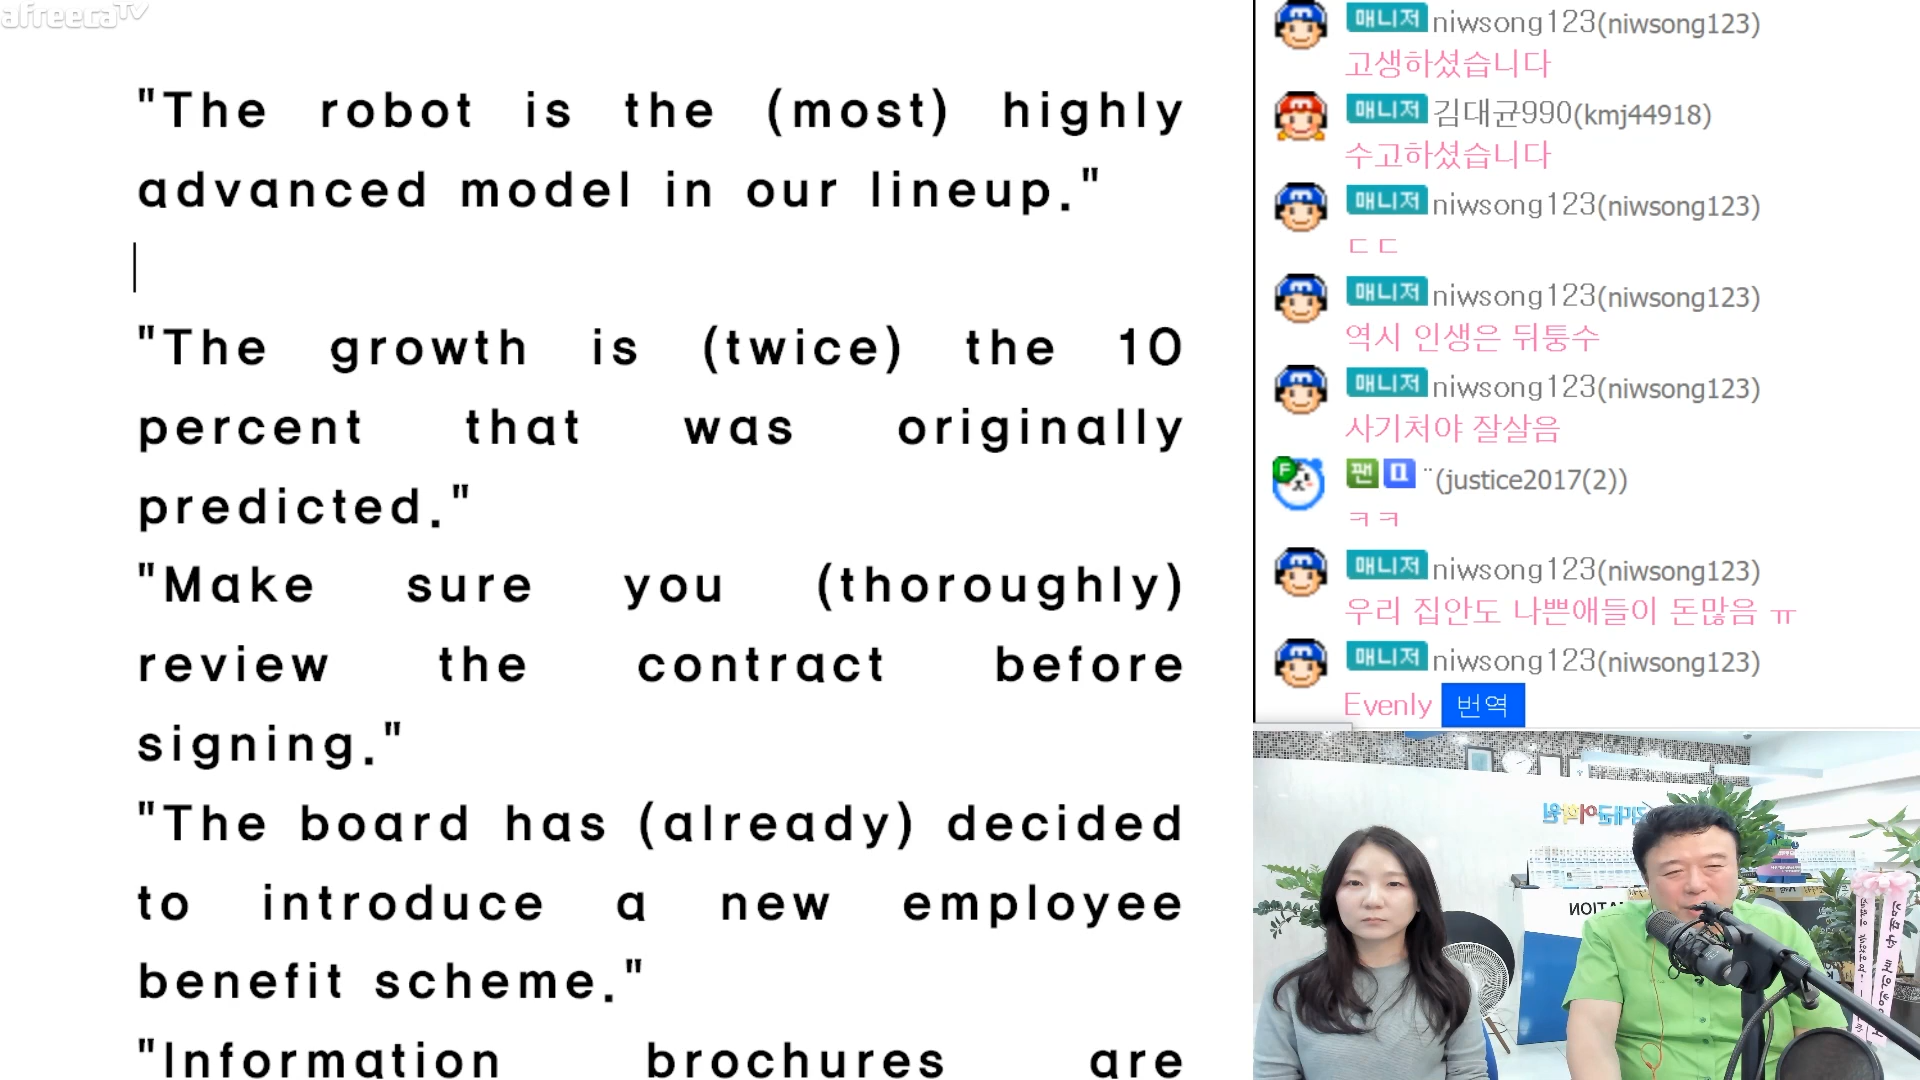 afreecaTV
"The robot is the (most) highly
advanced model in our lineup."
"The growth is (twice) the 10
percent that was originally
predicted."
"Make sure you (thoroughly)
review the contract before
signing."
"The board has (already) decided
to introduce a new employee
benefit scheme."
"Information brochures are
매니저 niwsong123(niwsong123)
고생하셨습니다
매니저 김대균990(kmj44918)
수고하셨습니다
매니저 niwsong123(niwsong123)
ㄷㄷ
매니저 niwsong123(niwsong123)
역시 인생은 뒤퉁수
매니저 niwsong123(niwsong123)
사기처야 잘살음
팬 ¨(justice2017(2))
ㅋㅋ
매니저 niwsong123(niwsong123)
우리 집안도 나쁜애들이 돈많음 ㅠ
매니저 niwsong123(niwsong123)
Evenly 번역